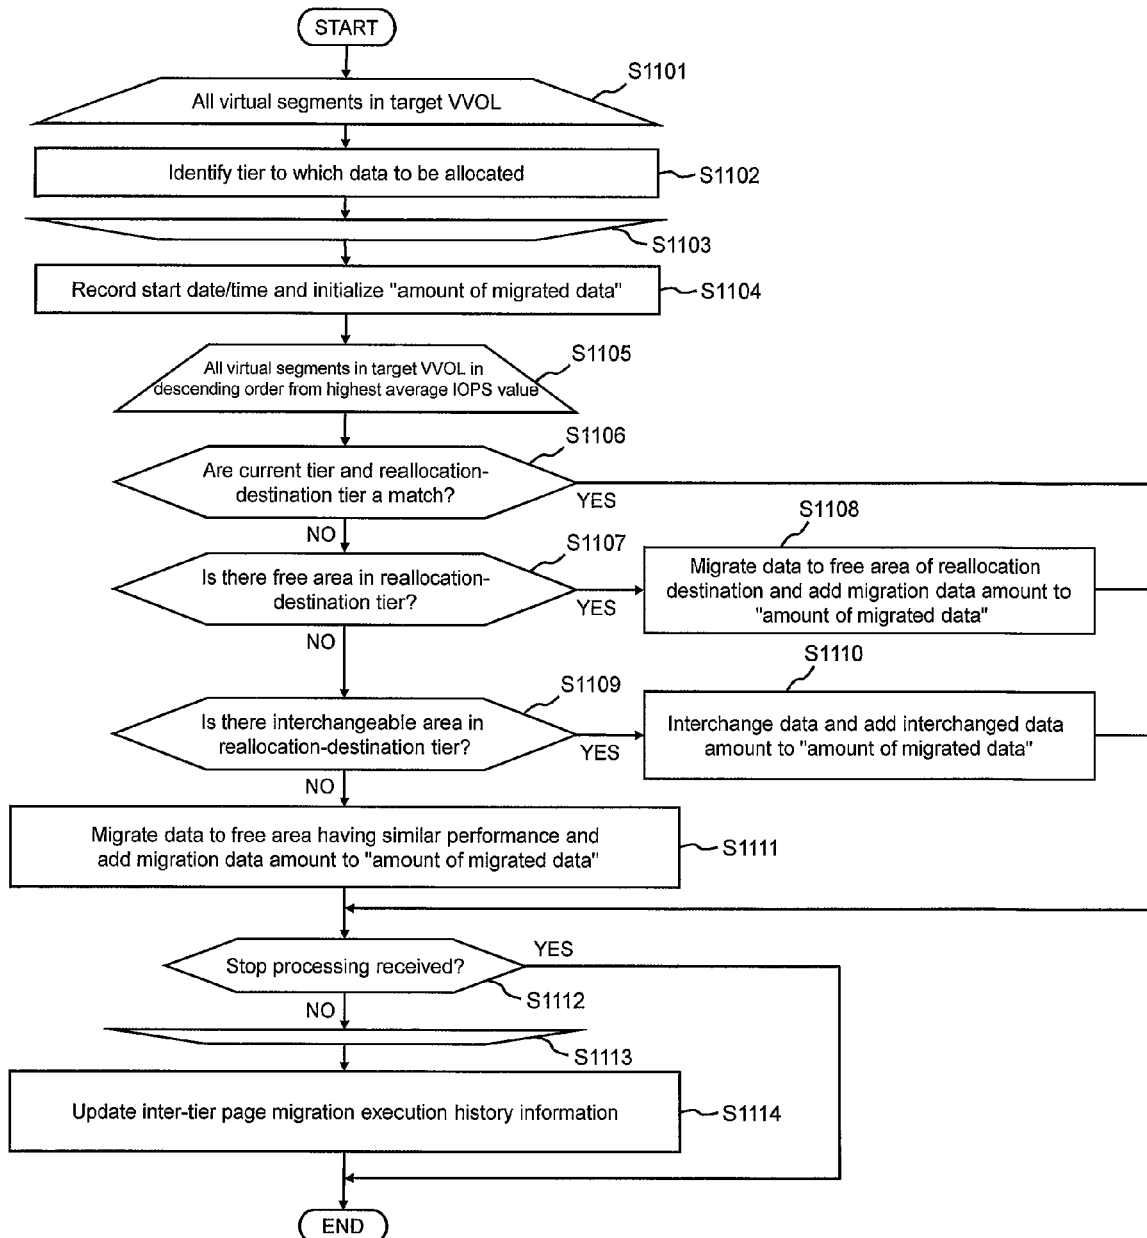 START
S1101
All virtual segments in target VVOL
Identify tier to which data to be allocated
S1102
S1103
Record start date/time and initialize "amount of migrated data"
S1104
S1105
All virtual segments in target VVOL in
descending order from highest average IOPS value
S1106
Are current tier and reallocation-
destination tier a match?
YES
NO
S1107
Is there free area in reallocation-
destination tier?
YES
NO
S1108
Migrate data to free area of reallocation
destination and add migration data amount to
"amount of migrated data"
S1109
Is there interchangeable area in
reallocation-destination tier?
YES
NO
S1110
Interchange data and add interchanged data
amount to "amount of migrated data"
Migrate data to free area having similar performance and
add migration data amount to "amount of migrated data"
S1111
Stop processing received?
YES
S1112
NO
S1113
Update inter-tier page migration execution history information
S1114
END